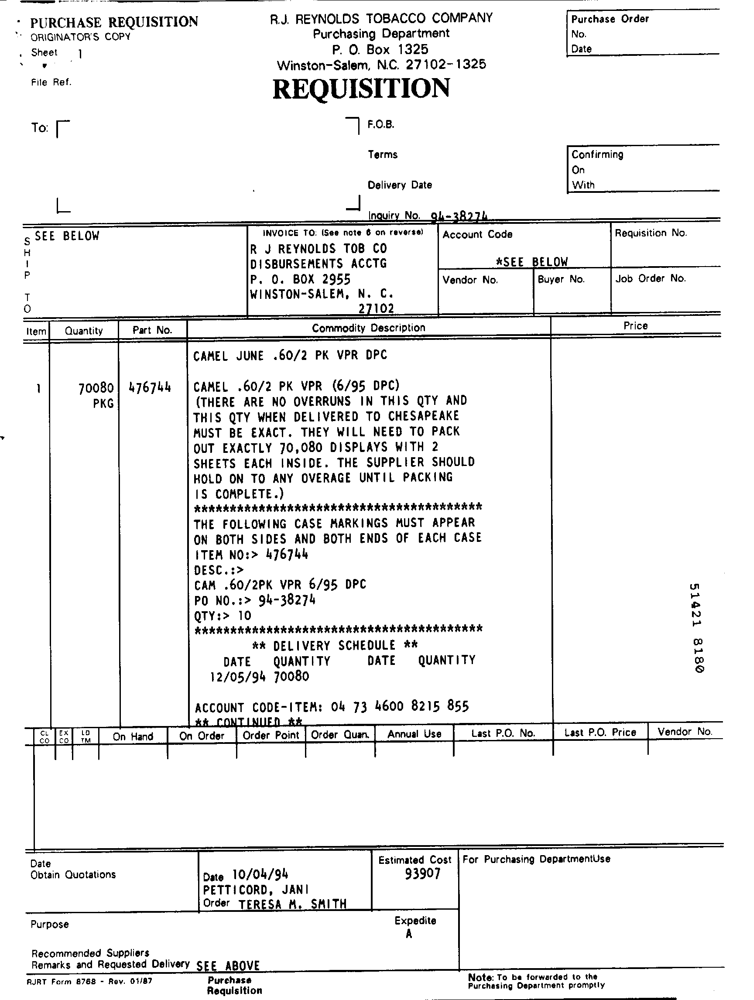 PURCHASE REQUISITION
ORIGINATOR'S COPY
Sheet 1
File Ref.
R.J. REYNOLDS TOBACCO COMPANY
Purchasing Department
P. O. Box 1325
Winston-Salem, N.C. 27102-1325
REQUISITION
Purchase Order
No.
Date
To:
F.O.B.
Terms
Delivery Date
Inquiry No. 94-38274
Confirming
On
With
SHIP TO
SEE BELOW
INVOICE TO: (See note 6 on reverse)
R J REYNOLDS TOB CO
DISBURSEMENTS ACCTG
P. O. BOX 2955
WINSTON-SALEM, N. C.
27102
Account Code
*SEE BELOW
Requisition No.
Vendor No. Buyer No. Job Order No.
Item Quantity Part No. Commodity Description Price
CAMEL JUNE .60/2 PK VPR DPC
1 70080 476744 CAMEL .60/2 PK VPR (6/95 DPC)
PKG (THERE ARE NO OVERRUNS IN THIS QTY AND
THIS QTY WHEN DELIVERED TO CHESAPEAKE
MUST BE EXACT. THEY WILL NEED TO PACK
OUT EXACTLY 70,080 DISPLAYS WITH 2
SHEETS EACH INSIDE. THE SUPPLIER SHOULD
HOLD ON TO ANY OVERAGE UNTIL PACKING
IS COMPLETE.)
****************************************
THE FOLLOWING CASE MARKINGS MUST APPEAR
ON BOTH SIDES AND BOTH ENDS OF EACH CASE
ITEM NO:> 476744
DESC.:>
CAM .60/2PK VPR 6/95 DPC
PO NO.:> 94-38274
QTY:> 10
****************************************
** DELIVERY SCHEDULE **
DATE QUANTITY DATE QUANTITY
12/05/94 70080
ACCOUNT CODE-ITEM: 04 73 4600 8215 855
** CONTINUED **
51421 8180
CL CO EX CO LD TM On Hand On Order Order Point Order Quan. Annual Use Last P.O. No. Last P.O. Price Vendor No.
Date
Obtain Quotations
Date 10/04/94
PETTICORD, JANI
Order TERESA M. SMITH
Estimated Cost
93907
For Purchasing DepartmentUse
Purpose
Expedite
A
Recommended Suppliers
Remarks and Requested Delivery SEE ABOVE
RJRT Form 8768 - Rev. 01/87
Purchase
Requisition
Note: To be forwarded to the
Purchasing Department promptly